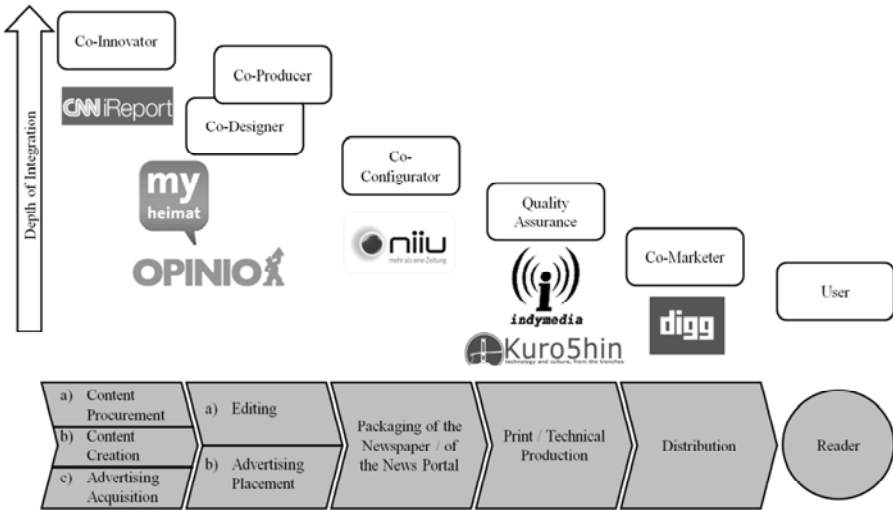 Depth of Integration
Co-Innovator
CNN iReport
Co-Producer
Co-Designer
my
heimat
OPINIO
Co-
Configurator
niiu
mehr als eine Zeitung
Quality
Assurance
indymedia
Kuro5hin
technology and culture, from the trenches
Co-Marketer
digg
User
a) Content
Procurement
b) Content
Creation
c) Advertising
Acquisition
a) Editing
b) Advertising
Placement
Packaging of the
Newspaper / of
the News Portal
Print / Technical
Production
Distribution
Reader